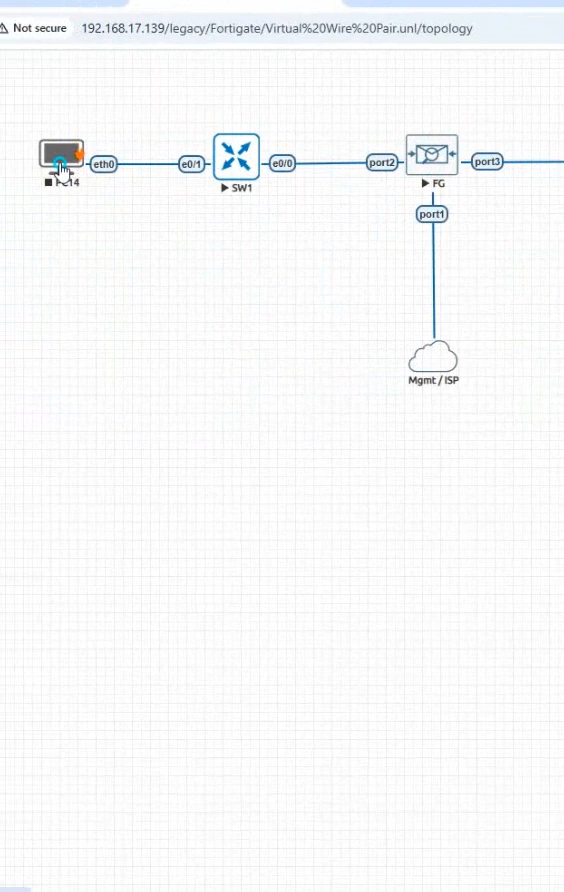 Not secure 192.168.17.139/legacy/Fortigate/Virtual%20Wire%20Pair.unl/topology
eth0 e0/1 e0/0 port2 port3
SW1 FG
port1
Mgmt / ISP